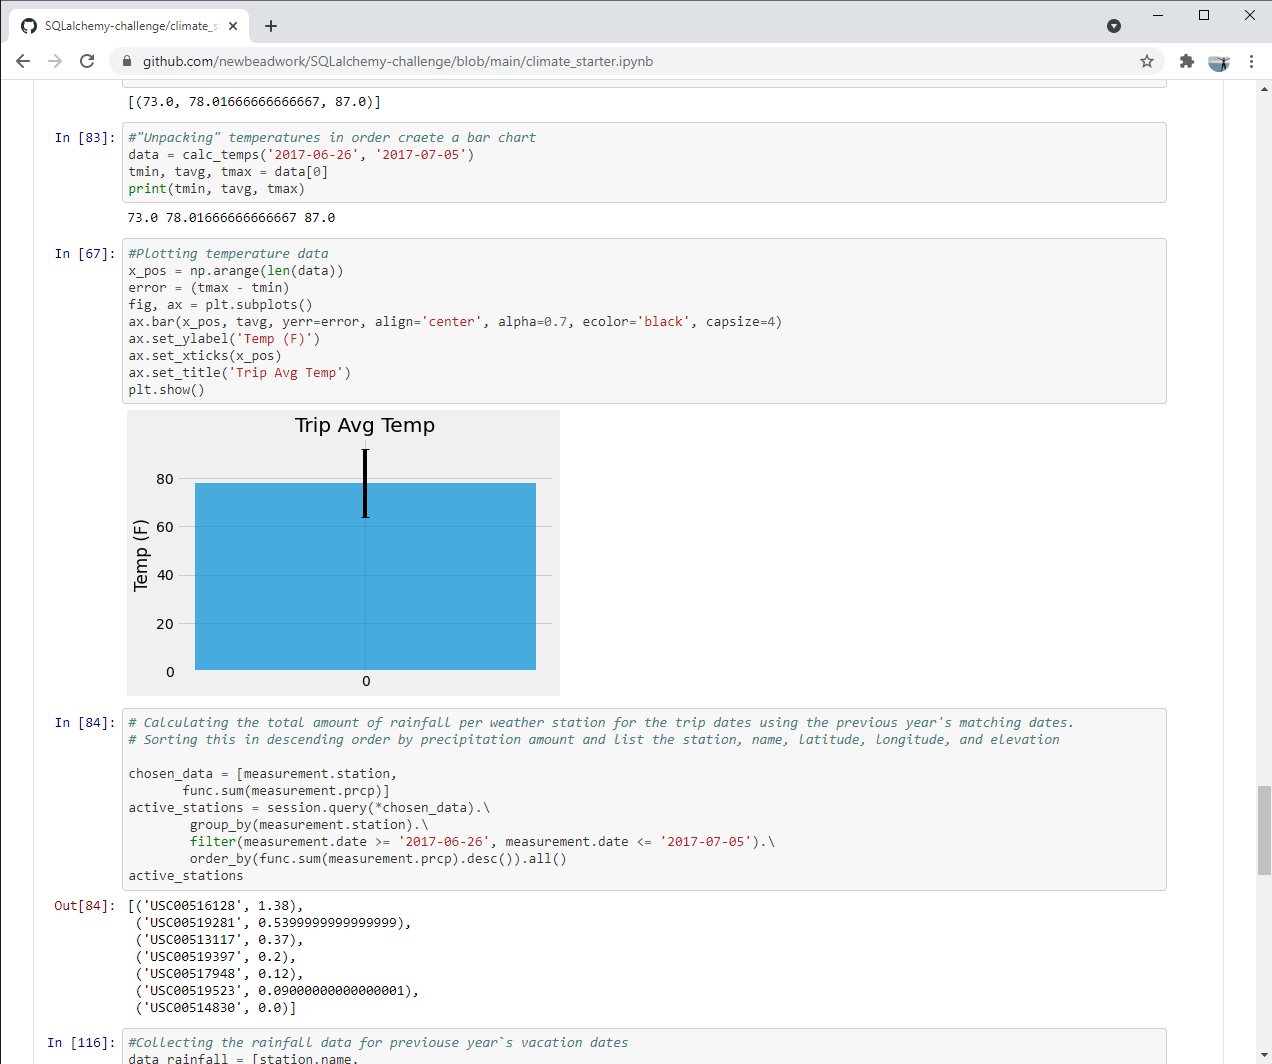 SQLalchemy-challenge/climate_s
github.com/newbeadwork/SQLalchemy-challenge/blob/main/climate_starter.ipynb
[(73.0, 78.01666666666667, 87.0)]
In [83]:
#"Unpacking" temperatures in order craete a bar chart
data = calc_temps('2017-06-26', '2017-07-05')
tmin, tavg, tmax = data[0]
print(tmin, tavg, tmax)
73.0 78.01666666666667 87.0
In [67]:
#Plotting temperature data
x_pos = np.arange(len(data))
error = (tmax - tmin)
fig, ax = plt.subplots()
ax.bar(x_pos, tavg, yerr=error, align='center', alpha=0.7, ecolor='black', capsize=4)
ax.set_ylabel('Temp (F)')
ax.set_xticks(x_pos)
ax.set_title('Trip Avg Temp')
plt.show()
Trip Avg Temp
80
60
40
20
0
Temp (F)
0
In [84]:
# Calculating the total amount of rainfall per weather station for the trip dates using the previous year's matching dates.
# Sorting this in descending order by precipitation amount and list the station, name, latitude, longitude, and elevation
chosen_data = [measurement.station,
func.sum(measurement.prcp)]
active_stations = session.query(*chosen_data).\
group_by(measurement.station).\
filter(measurement.date >= '2017-06-26', measurement.date <= '2017-07-05').\
order_by(func.sum(measurement.prcp).desc()).all()
active_stations
Out[84]:
[('USC00516128', 1.38),
('USC00519281', 0.5399999999999999),
('USC00513117', 0.37),
('USC00519397', 0.2),
('USC00517948', 0.12),
('USC00519523', 0.09000000000000001),
('USC00514830', 0.0)]
In [116]:
#Collecting the rainfall data for previouse year`s vacation dates
data_rainfall = [station.name,